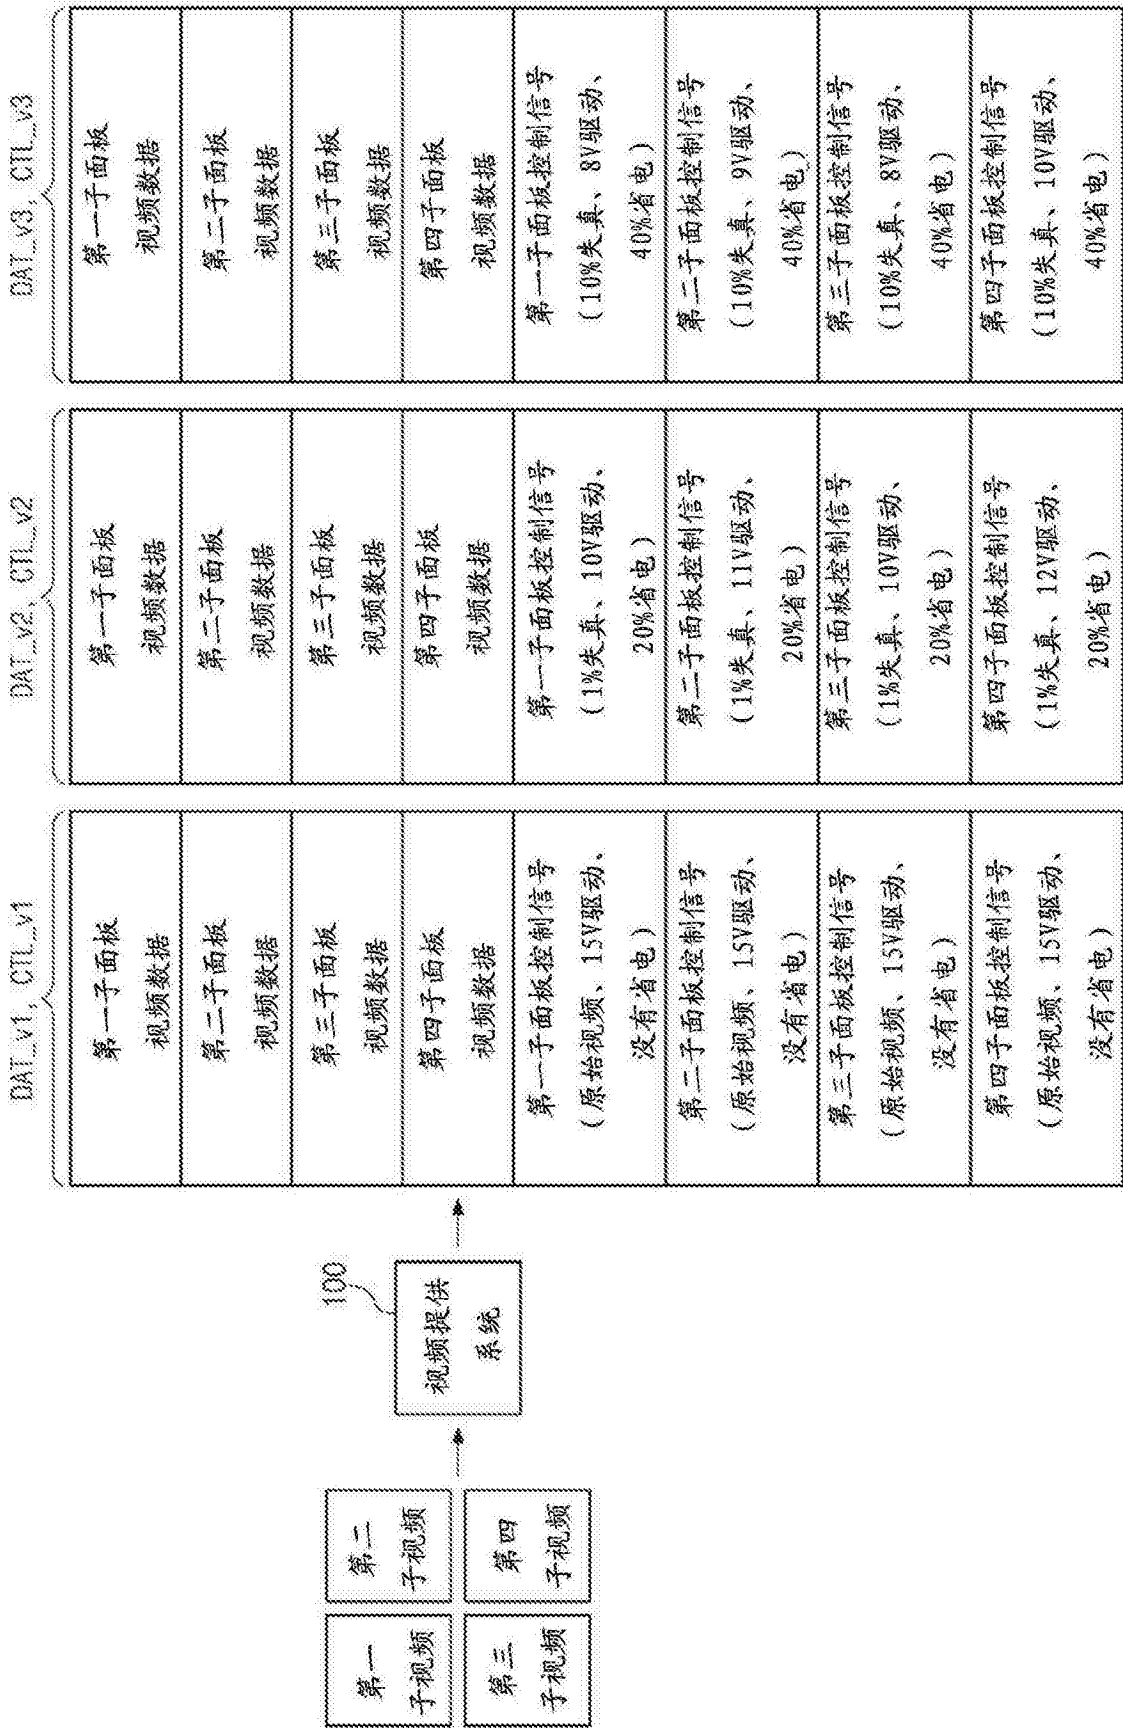 第一
子视频
第二
子视频
第三
子视频
第四
子视频
100
视频提供
系统
DAT_v1, CTL_v1
第一子面板
视频数据
第二子面板
视频数据
第三子面板
视频数据
第四子面板
视频数据
第一子面板控制信号
(原始视频、15V驱动、
没有省电)
第二子面板控制信号
(原始视频、15V驱动、
没有省电)
第三子面板控制信号
(原始视频、15V驱动、
没有省电)
第四子面板控制信号
(原始视频、15V驱动、
没有省电)
DAT_v2, CTL_v2
第一子面板
视频数据
第二子面板
视频数据
第三子面板
视频数据
第四子面板
视频数据
第一子面板控制信号
(1%失真、10V驱动、
20%省电)
第二子面板控制信号
(1%失真、11V驱动、
20%省电)
第三子面板控制信号
(1%失真、10V驱动、
20%省电)
第四子面板控制信号
(1%失真、12V驱动、
20%省电)
DAT_v3, CTL_v3
第一子面板
视频数据
第二子面板
视频数据
第三子面板
视频数据
第四子面板
视频数据
第一子面板控制信号
(10%失真、8V驱动、
40%省电)
第二子面板控制信号
(10%失真、9V驱动、
40%省电)
第三子面板控制信号
(10%失真、8V驱动、
40%省电)
第四子面板控制信号
(10%失真、10V驱动、
40%省电)